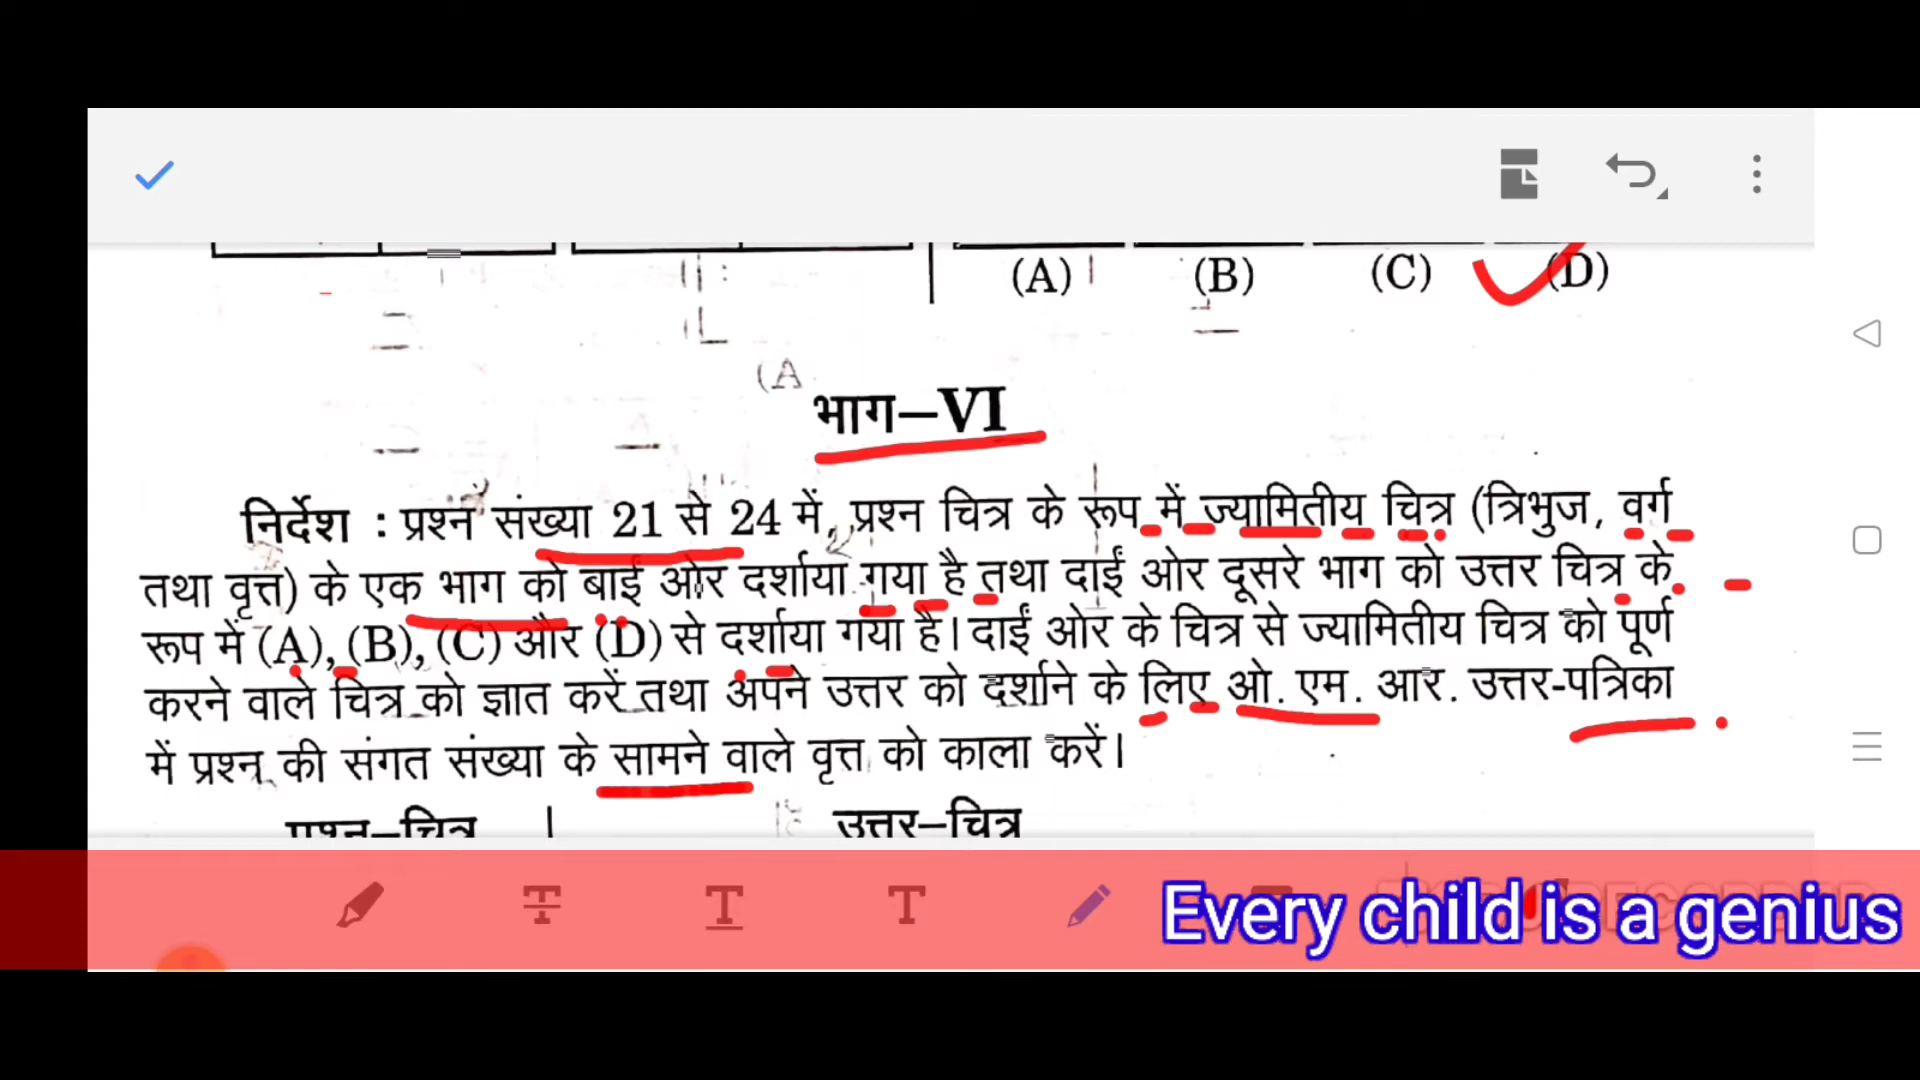 (A) (B) (C) (D)
(A
भाग–VI
निर्देश : प्रश्न संख्या 21 से 24 में, प्रश्न चित्र के रूप में ज्यामितीय चित्र (त्रिभुज, वर्ग
तथा वृत्त) के एक भाग को बाईं ओर दर्शाया गया है तथा दाईं ओर दूसरे भाग को उत्तर चित्र के
रूप में (A), (B), (C) और (D) से दर्शाया गया है। दाईं ओर के चित्र से ज्यामितीय चित्र को पूर्ण
करने वाले चित्र को ज्ञात करें तथा अपने उत्तर को दर्शाने के लिए ओ. एम. आर. उत्तर-पत्रिका
में प्रश्न की संगत संख्या के सामने वाले वृत्त को काला करें।
प्रश्न–चित्र उत्तर–चित्र
Every child is a genius